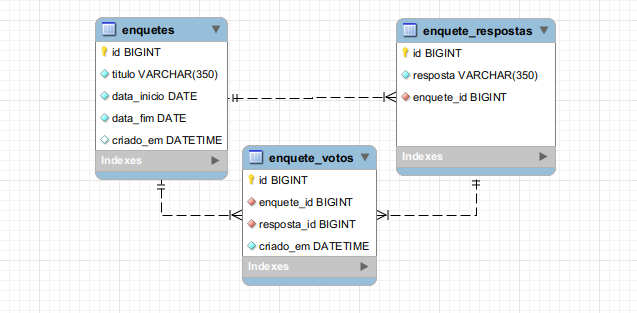 enquetes
id BIGINT
titulo VARCHAR(350)
data_inicio DATE
data_fim DATE
criado_em DATETIME
Indexes
enquete_respostas
id BIGINT
resposta VARCHAR(350)
enquete_id BIGINT
Indexes
enquete_votos
id BIGINT
enquete_id BIGINT
resposta_id BIGINT
criado_em DATETIME
Indexes